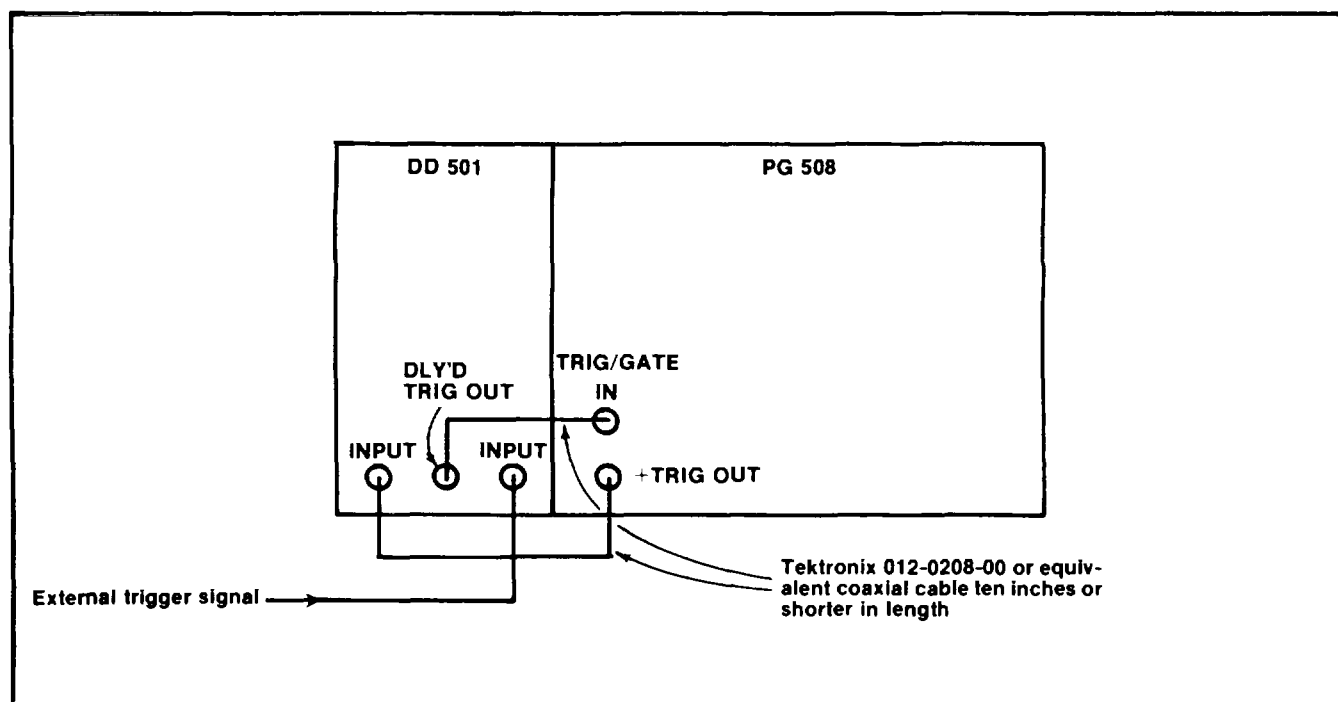 DD 501
PG 508
DLY'D
TRIG OUT
TRIG/GATE
IN
INPUT
INPUT
+TRIG OUT
External trigger signal
Tektronix 012-0208-00 or equiv-
alent coaxial cable ten inches or
shorter in length